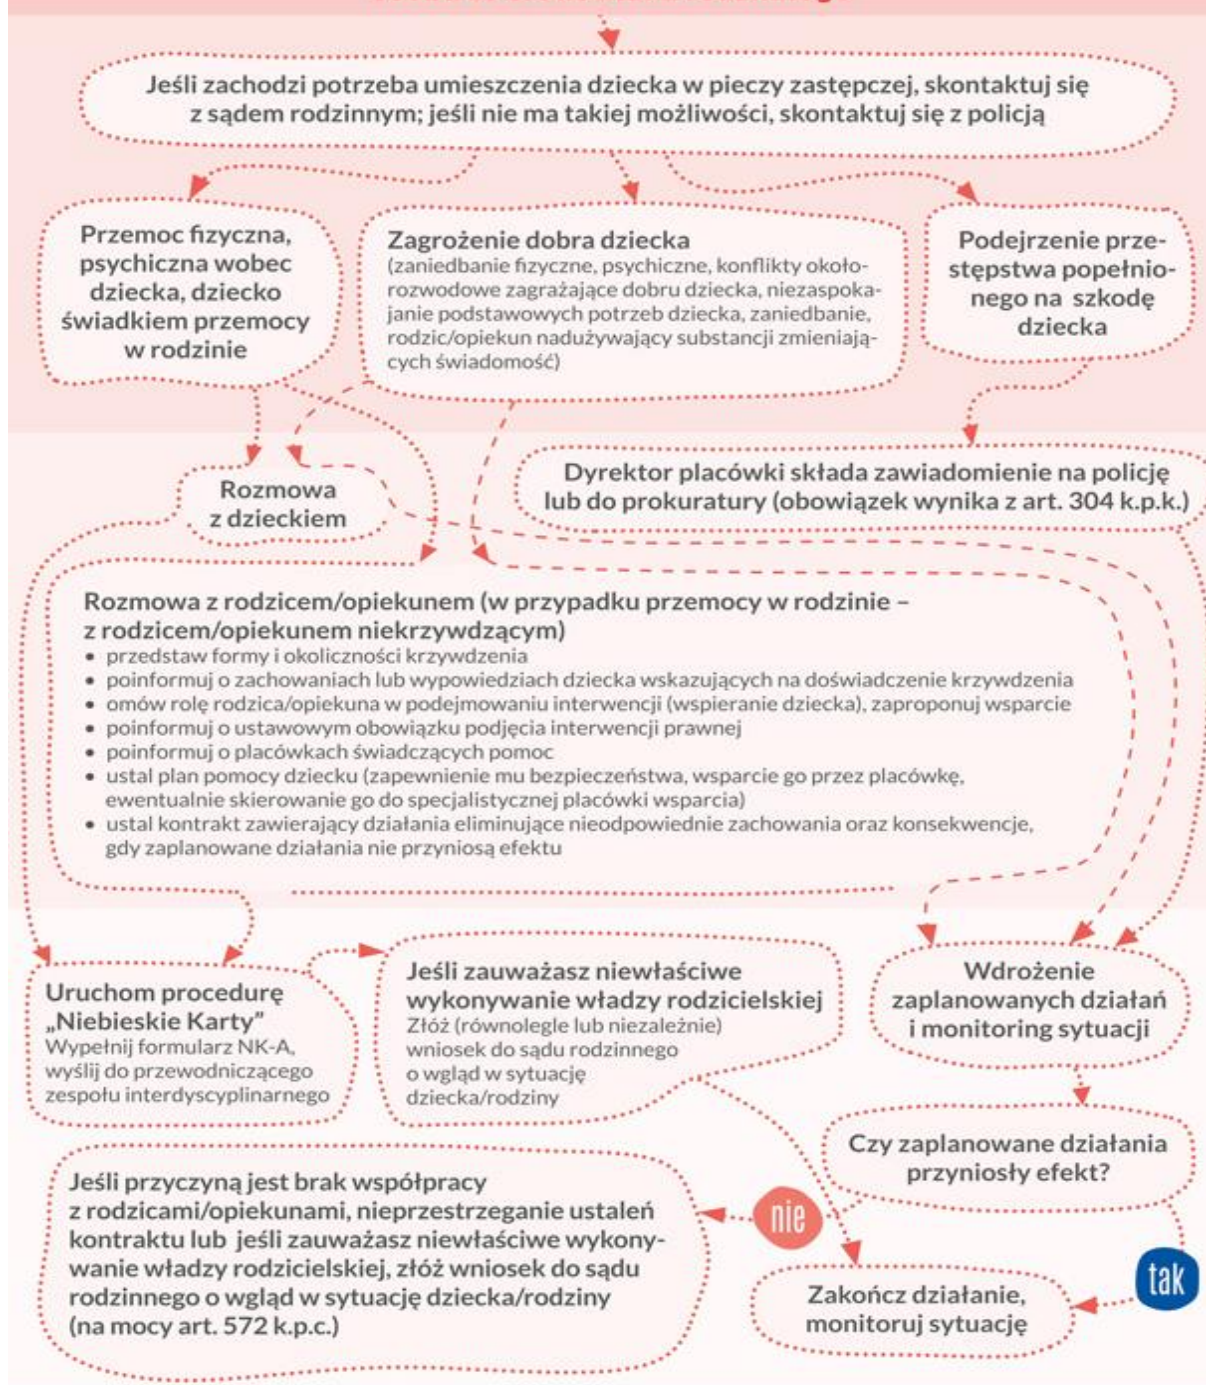 Jeśli zachodzi potrzeba umieszczenia dziecka w pieczy zastępczej, skontaktuj się
z sądem rodzinnym; jeśli nie ma takiej możliwości, skontaktuj się z policją
Przemoc fizyczna,
psychiczna wobec
dziecka, dziecko
świadkiem przemocy
w rodzinie
Zagrożenie dobra dziecka
(zaniedbanie fizyczne, psychiczne, konflikty około-
rozwodowe zagrażające dobru dziecka, niezaspoka-
janie podstawowych potrzeb dziecka, zaniedbanie,
rodzic/opiekun nadużywający substancji zmieniają-
cych świadomość)
Podejrzenie prze-
stępstwa popełnio-
nego na szkodę
dziecka
Rozmowa
z dzieckiem
Dyrektor placówki składa zawiadomienie na policję
lub do prokuratury (obowiązek wynika z art. 304 k.p.k.)
Rozmowa z rodzicem/opiekunem (w przypadku przemocy w rodzinie –
z rodzicem/opiekunem niekrzywdzącym)
• przedstaw formy i okoliczności krzywdzenia
• poinformuj o zachowaniach lub wypowiedziach dziecka wskazujących na doświadczenie krzywdzenia
• omów rolę rodzica/opiekuna w podejmowaniu interwencji (wspieranie dziecka), zaproponuj wsparcie
• poinformuj o ustawowym obowiązku podjęcia interwencji prawnej
• poinformuj o placówkach świadczących pomoc
• ustal plan pomocy dziecku (zapewnienie mu bezpieczeństwa, wsparcie go przez placówkę,
ewentualnie skierowanie go do specjalistycznej placówki wsparcia)
• ustal kontrakt zawierający działania eliminujące nieodpowiednie zachowania oraz konsekwencje,
gdy zaplanowane działania nie przyniosą efektu
Uruchom procedurę
„Niebieskie Karty”
Wypełnij formularz NK-A,
wyślij do przewodniczącego
zespołu interdyscyplinarnego
Jeśli zauważasz niewłaściwe
wykonywanie władzy rodzicielskiej
Złóż (równolegle lub niezależnie)
wniosek do sądu rodzinnego
o wgląd w sytuację
dziecka/rodziny
Wdrożenie
zaplanowanych działań
i monitoring sytuacji
Czy zaplanowane działania
przyniosły efekt?
Jeśli przyczyną jest brak współpracy
z rodzicami/opiekunami, nieprzestrzeganie ustaleń
kontraktu lub jeśli zauważasz niewłaściwe wykony-
wanie władzy rodzicielskiej, złóż wniosek do sądu
rodzinnego o wgląd w sytuację dziecka/rodziny
(na mocy art. 572 k.p.c.)
nie
tak
Zakończ działanie,
monitoruj sytuację